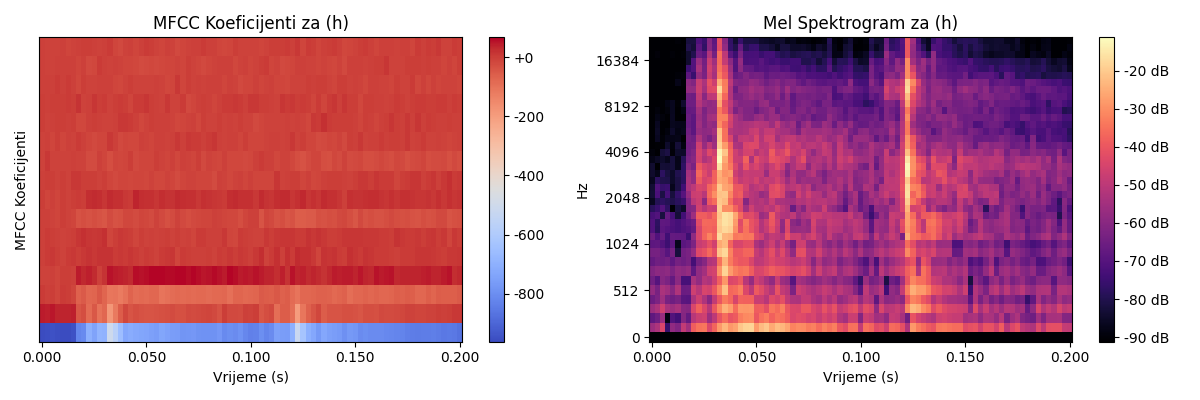 MFCC Koeficijenti za (h)
MFCC Koeficijenti
0.000
0.050
0.100
0.150
0.200
Vrijeme (s)
+0
-200
-400
-600
-800
Mel Spektrogram za (h)
Hz
16384
8192
4096
2048
1024
512
0
0.000
0.050
0.100
0.150
0.200
Vrijeme (s)
-20 dB
-30 dB
-40 dB
-50 dB
-60 dB
-70 dB
-80 dB
-90 dB